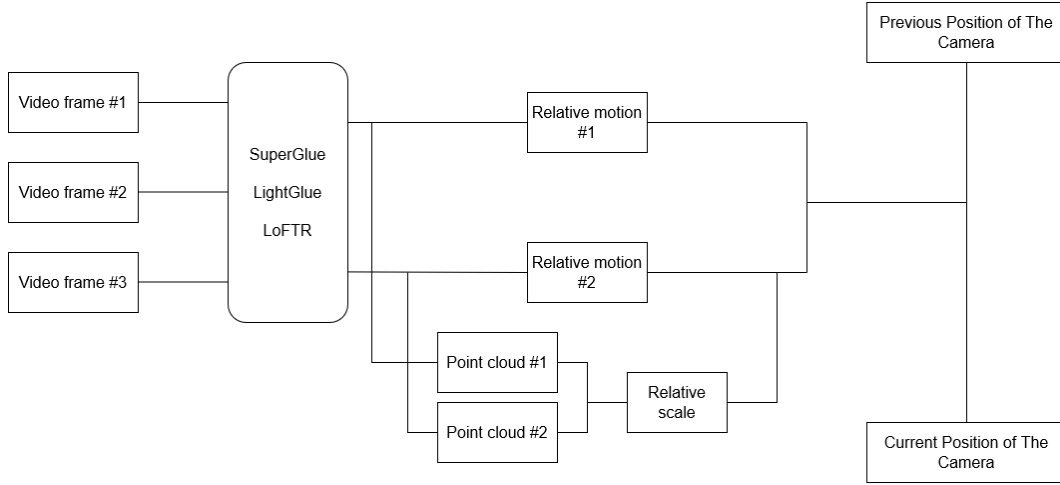 Previous Position of The
Camera
Video frame #1
Relative motion
#1
SuperGlue
Video frame #2
LightGlue
LoFTR
Video frame #3
Relative motion
#2
Point cloud #1
Relative
scale
Point cloud #2
Current Position of The
Camera